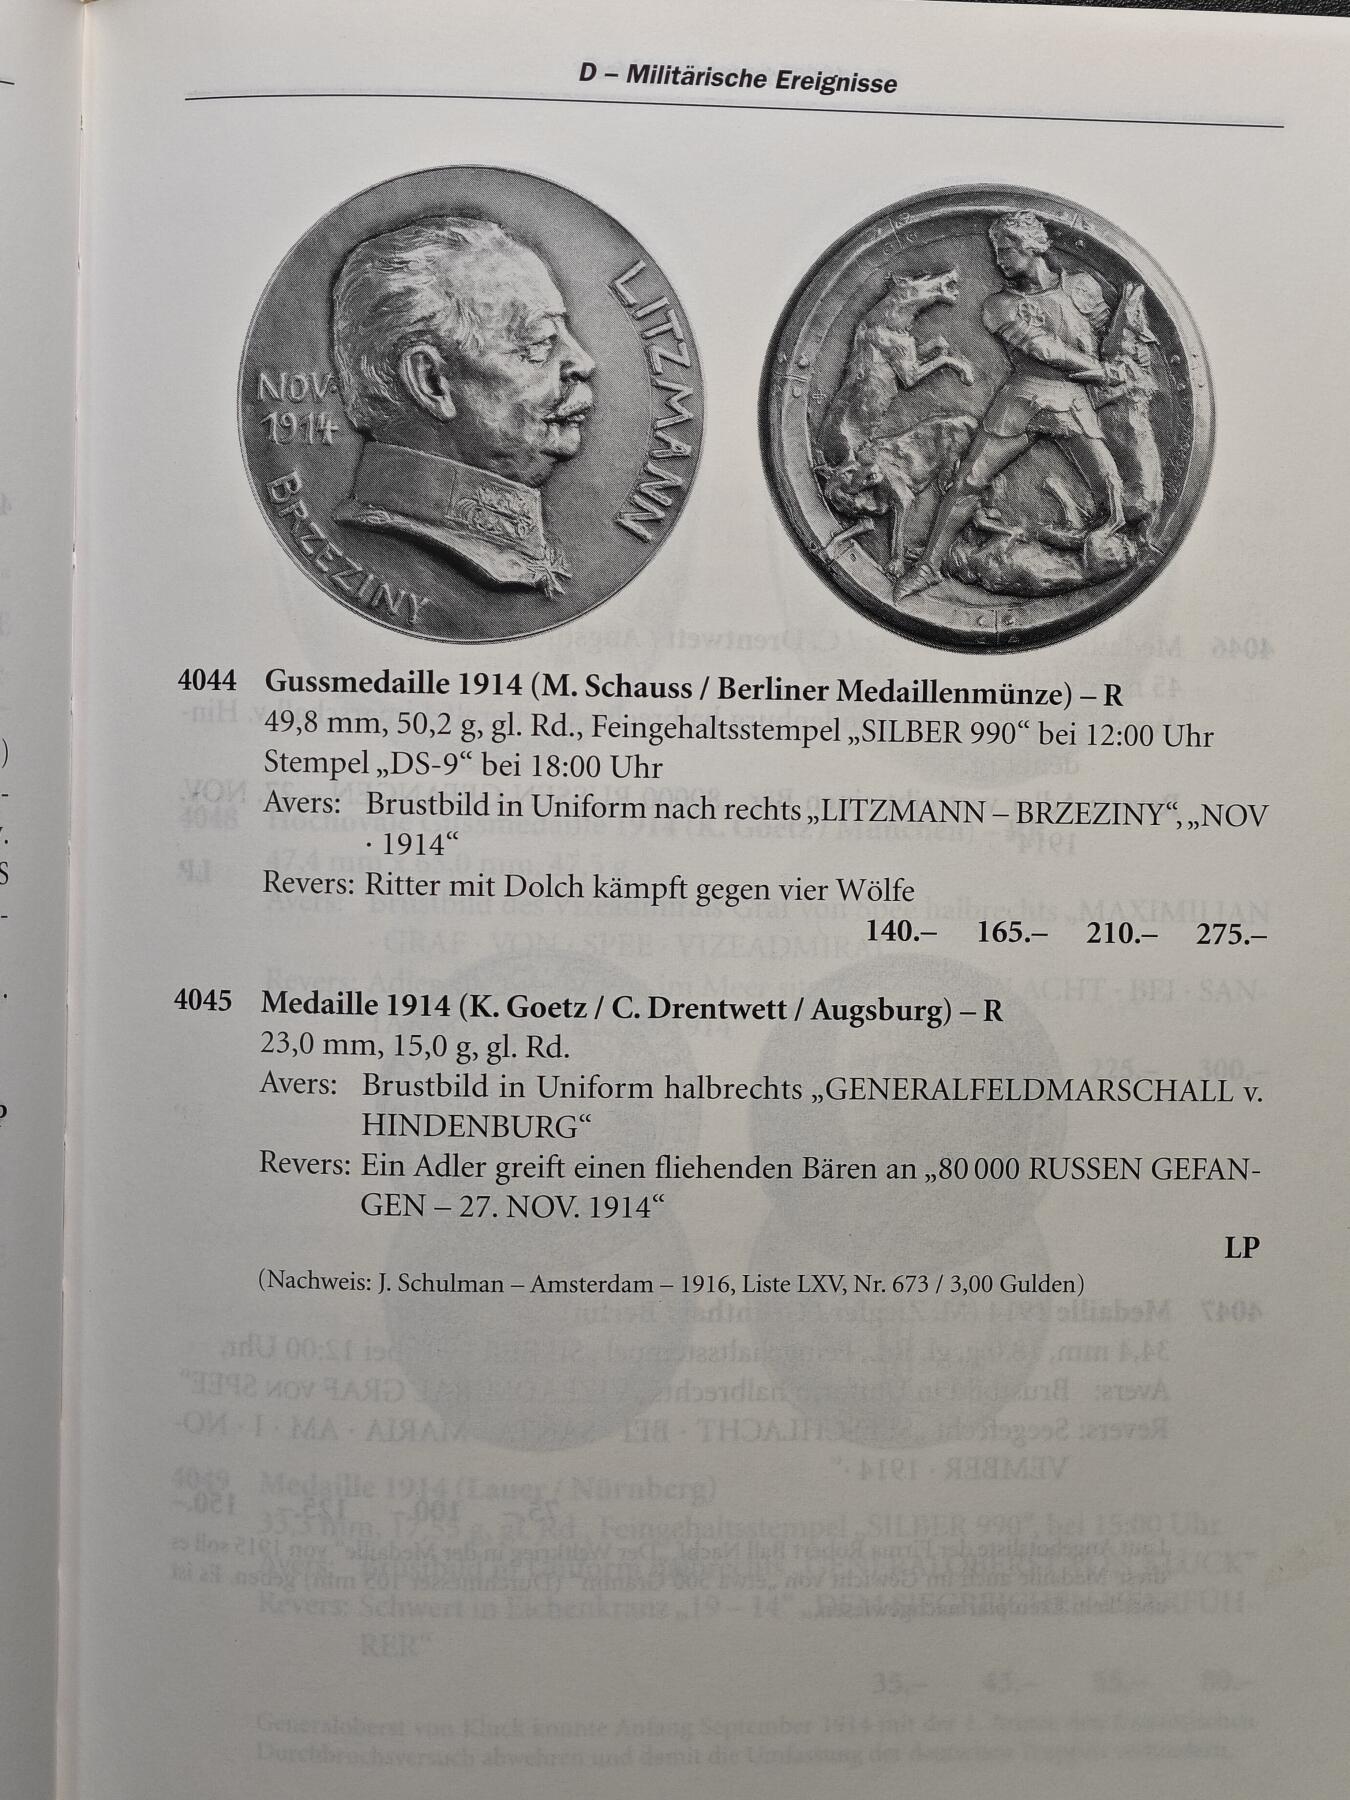 D – Militärische Ereignisse
NOV·
1914
BRZEZINY
LITZMANN
4044 Gussmedaille 1914 (M. Schauss / Berliner Medaillenmünze) – R
49,8 mm, 50,2 g, gl. Rd., Feingehaltsstempel „SILBER 990“ bei 12:00 Uhr
Stempel „DS-9“ bei 18:00 Uhr
Avers: Brustbild in Uniform nach rechts „LITZMANN – BRZEZINY“, „NOV
· 1914“
Revers: Ritter mit Dolch kämpft gegen vier Wölfe
140.– 165.– 210.– 275.–
4045 Medaille 1914 (K. Goetz / C. Drentwett / Augsburg) – R
23,0 mm, 15,0 g, gl. Rd.
Avers: Brustbild in Uniform halbrechts „GENERALFELDMARSCHALL v.
HINDENBURG“
Revers: Ein Adler greift einen fliehenden Bären an „80 000 RUSSEN GEFAN-
GEN – 27. NOV. 1914“
LP
(Nachweis: J. Schulman – Amsterdam – 1916, Liste LXV, Nr. 673 / 3,00 Gulden)